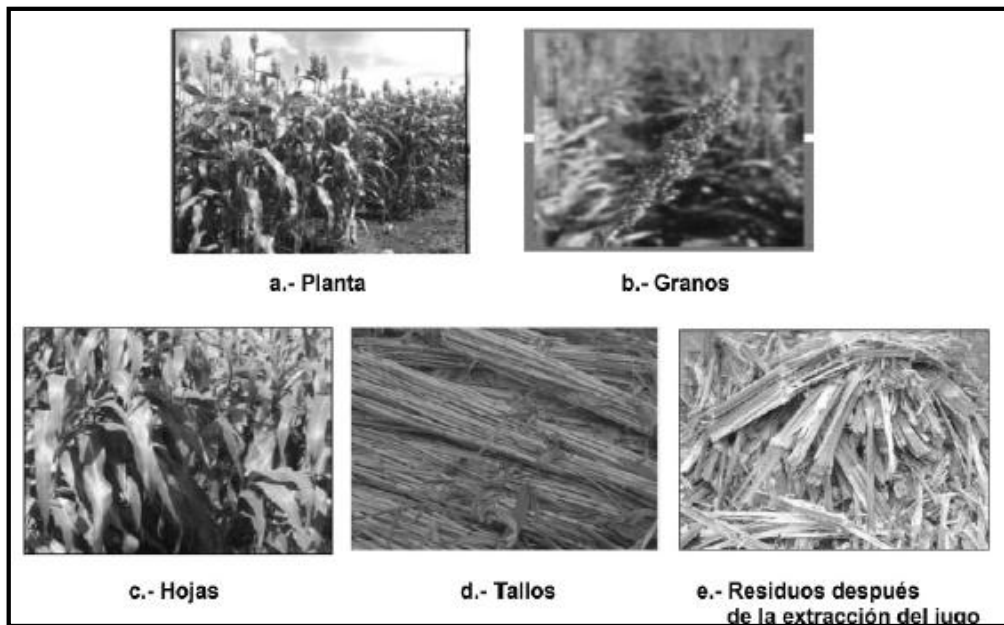 a.- Planta
b.- Granos
c.- Hojas
d.- Tallos
e.- Residuos después
de la extracción del jugo